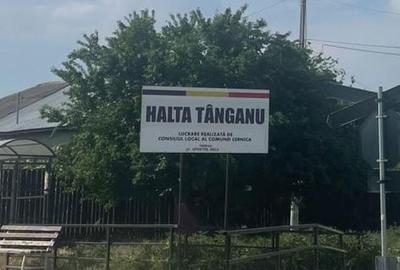 HALTA TÂNGANU
LUCRARE REALIZATĂ DE
CONSILIUL LOCAL AL COMUNEI CERNICA